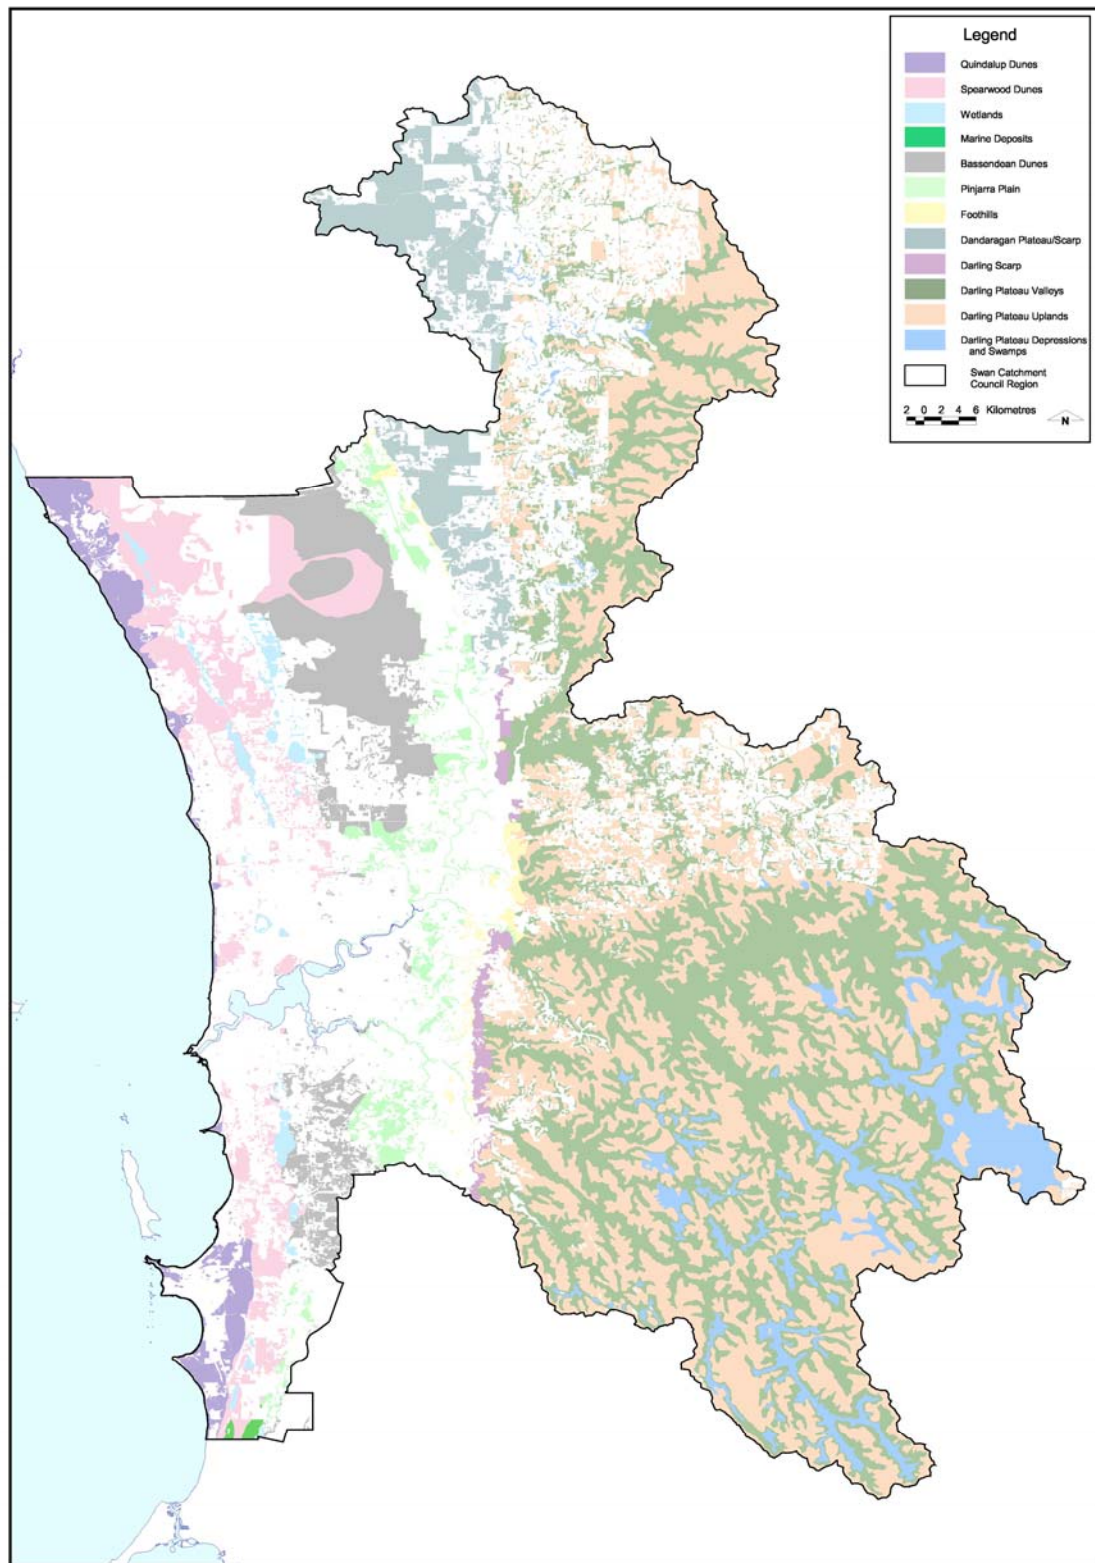 Legend
Quindalup Dunes
Spearwood Dunes
Wetlands
Marine Deposits
Bassendean Dunes
Pinjarra Plain
Foothills
Dandaragan Plateau/Scarp
Darling Scarp
Darling Plateau Valleys
Darling Plateau Uplands
Darling Plateau Depressions
and Swamps
Swan Catchment
Council Region
2 0 2 4 6 Kilometres
N